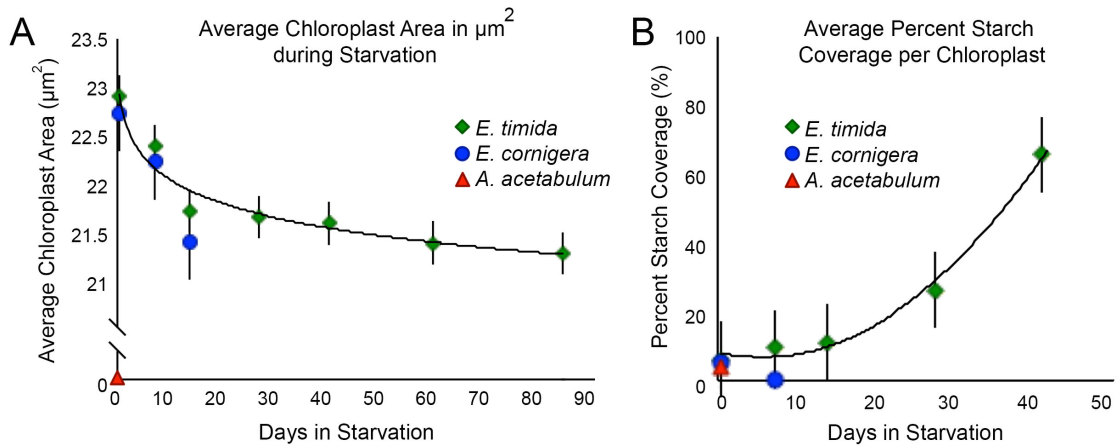 A
Average Chloroplast Area in µm2
during Starvation
Average Chloroplast Area (µm2)
23.5
23
22.5
22
21.5
21
0
E. timida
E. cornigera
A. acetabulum
0 10 20 30 40 50 60 70 80 90
Days in Starvation
B
Average Percent Starch
Coverage per Chloroplast
Percent Starch Coverage (%)
100
80
60
40
20
0
E. timida
E. cornigera
A. acetabulum
0 10 20 30 40 50
Days in Starvation